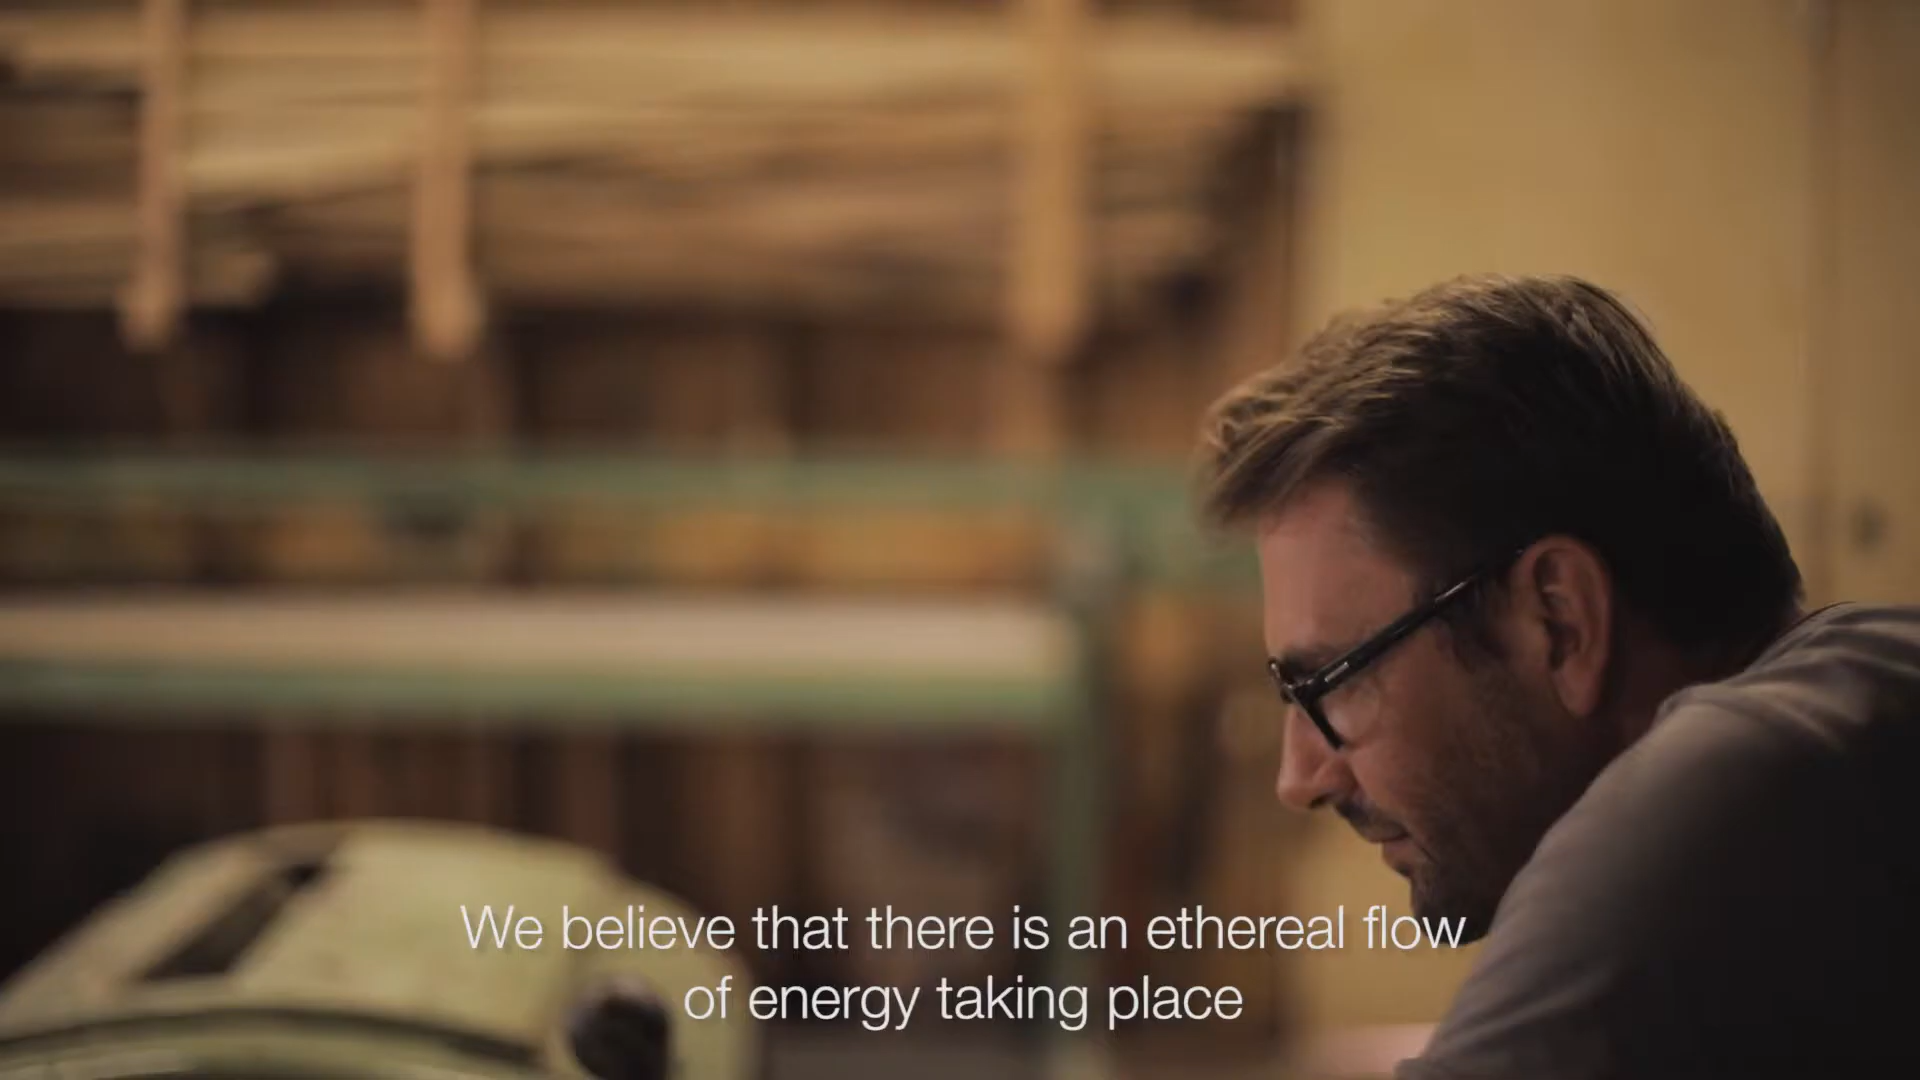 We believe that there is an ethereal flow
of energy taking place